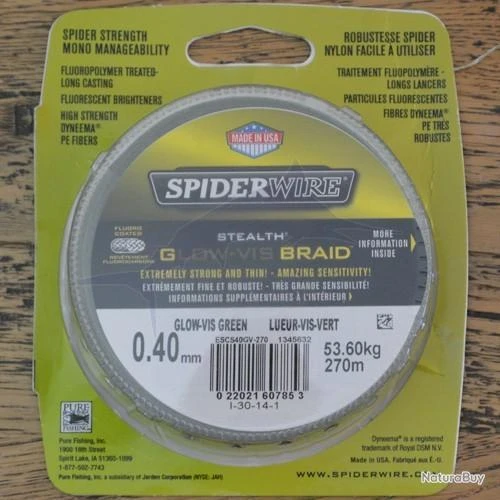 SPIDER STRENGTH
MONO MANAGEABILITY
FLUOROPOLYMER TREATED-
LONG CASTING
FLUORESCENT BRIGHTENERS
HIGH STRENGTH
DYNEEMA®
PE FIBERS
ROBUSTESSE SPIDER
NYLON FACILE A UTILISER
TRAITEMENT FLUOPOLYMÈRE-
LONGS LANCERS
PARTICULES FLUORESCENTES
FIBRES DYNEEMA®
PE TRÈS
ROBUSTES
MADE IN USA
SPIDERWIRE®
STEALTH®
GLOW-VIS BRAID
FLUORO
COATED
REVÊTEMENT
FLUOROCARBONE
MORE
INFORMATION
INSIDE
EXTREMELY STRONG AND THIN! - AMAZING SENSITIVITY!
EXTRÊMEMENT FINE ET ROBUSTE! - TRÈS GRANDE SENSIBILITÉ!
INFORMATIONS SUPPLÉMENTAIRES À L'INTÉRIEUR
GLOW-VIS GREEN LUEUR-VIS-VERT
ESCS40GV-270 1345632
0.40mm
53.60kg
270m
0 22021 60785 3
I-30-14-1
PURE
FISHING
Pure Fishing, Inc.
1900 18th Street
Spirit Lake, IA 51360-1099
1-877-502-7743
Pure Fishing, Inc., a subsidiary of Jarden Corporation (NYSE: JAH)
Dyneema® is a registered
trademark of Royal DSM N.V.
Made in USA. Fabriqué aux É.-U.
WWW.SPIDERWIRE.C
NaturaBuy